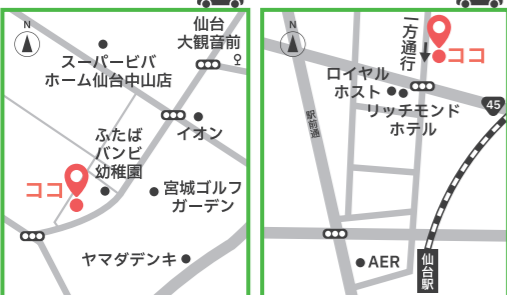 N
仙台
大観音前
スーパービバ
ホーム仙台中山店
イオン
ふたば
バンビ
幼稚園
ココ
宮城ゴルフ
ガーデン
ヤマダデンキ
N
一方通行
ココ
ロイヤル
ホスト
リッチモンド
ホテル
45
駅前通
AER
仙台駅